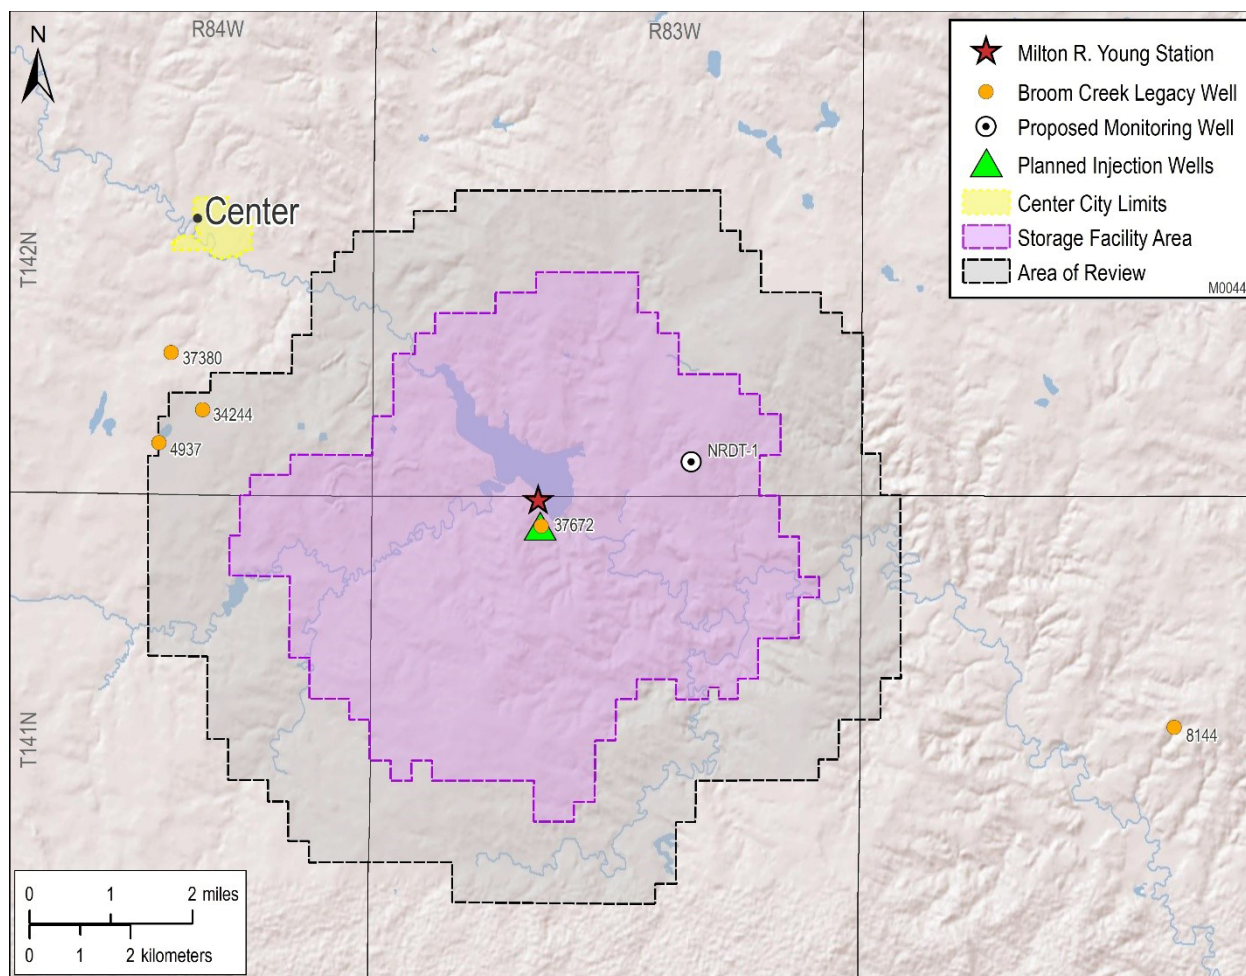 R84W
R83W
N
Milton R. Young Station
Broom Creek Legacy Well
Proposed Monitoring Well
Planned Injection Wells
Center City Limits
Storage Facility Area
Area of Review
M0044
Center
T142N
37380
34244
4937
NRDT-1
37672
T141N
8144
0 1 2 miles
0 1 2 kilometers